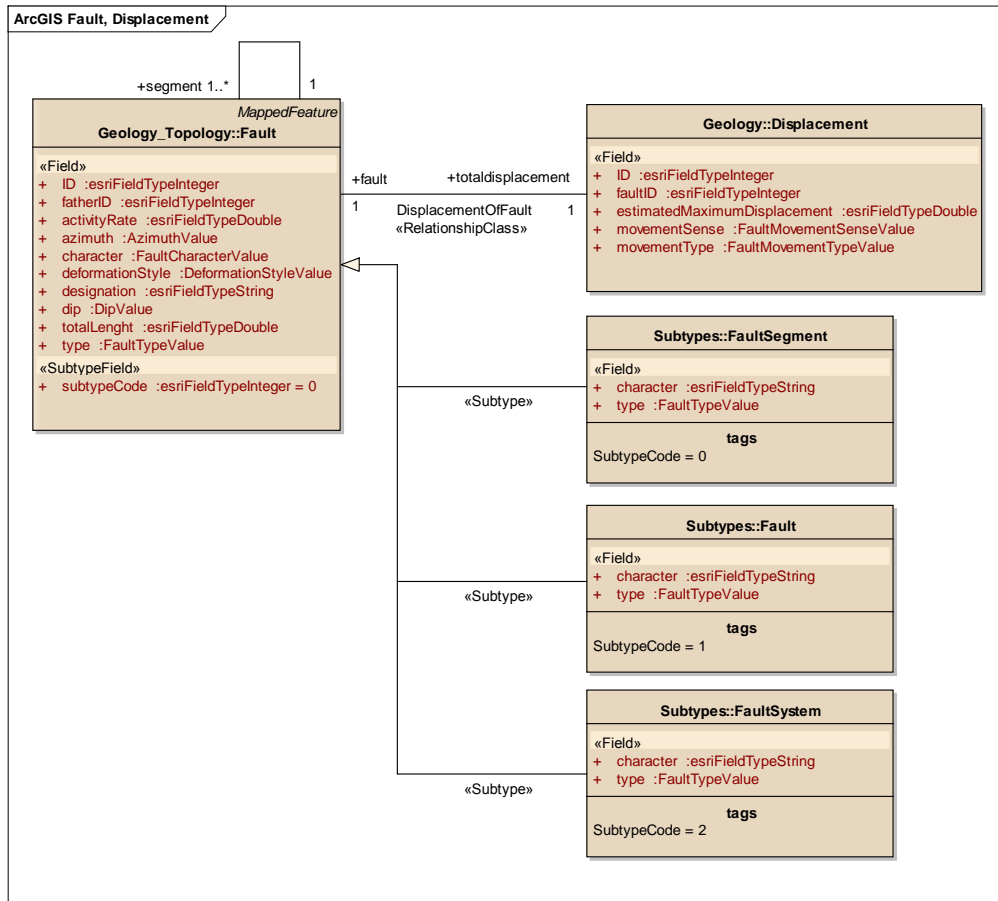 ArcGIS Fault, Displacement
+segment 1..*
1
MappedFeature
Geology_Topology::Fault
«Field»
+ ID :esriFieldTypeInteger
+ fatherID :esriFieldTypeInteger
+ activityRate :esriFieldTypeDouble
+ azimuth :AzimuthValue
+ character :FaultCharacterValue
+ deformationStyle :DeformationStyleValue
+ designation :esriFieldTypeString
+ dip :DipValue
+ totalLenght :esriFieldTypeDouble
+ type :FaultTypeValue
«SubtypeField»
+ subtypeCode :esriFieldTypeInteger = 0
+fault
1
+totaldisplacement
1
DisplacementOfFault
«RelationshipClass»
Geology::Displacement
«Field»
+ ID :esriFieldTypeInteger
+ faultID :esriFieldTypeInteger
+ estimatedMaximumDisplacement :esriFieldTypeDouble
+ movementSense :FaultMovementSenseValue
+ movementType :FaultMovementTypeValue
«Subtype»
Subtypes::FaultSegment
«Field»
+ character :esriFieldTypeString
+ type :FaultTypeValue
tags
SubtypeCode = 0
«Subtype»
Subtypes::Fault
«Field»
+ character :esriFieldTypeString
+ type :FaultTypeValue
tags
SubtypeCode = 1
«Subtype»
Subtypes::FaultSystem
«Field»
+ character :esriFieldTypeString
+ type :FaultTypeValue
tags
SubtypeCode = 2